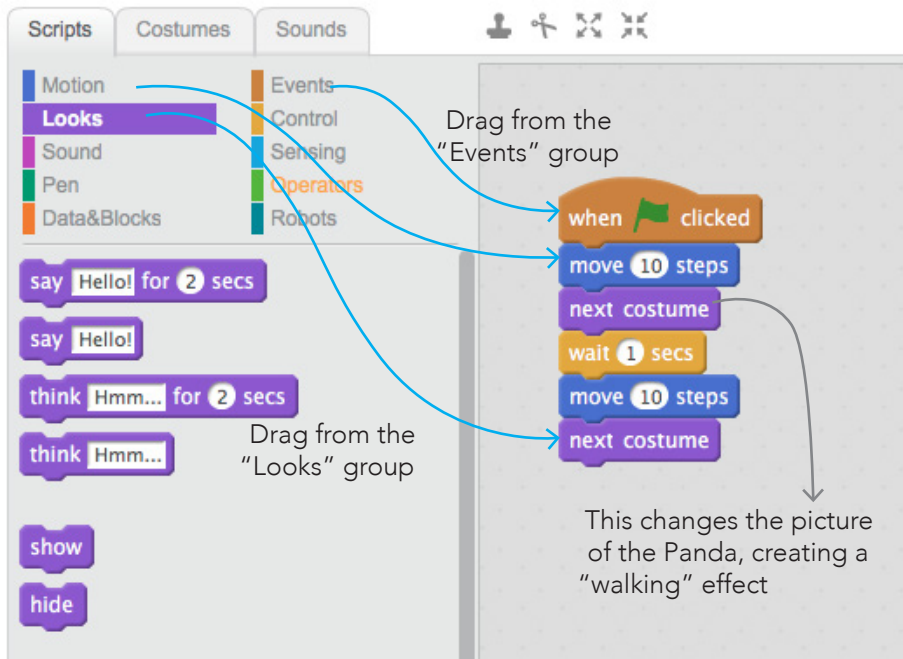 Scripts Costumes Sounds
Motion
Looks
Sound
Pen
Data&Blocks
Events
Control
Sensing
Operators
Robots
say Hello! for 2 secs
say Hello!
think Hmm... for 2 secs
think Hmm...
show
hide
Drag from the
"Looks" group
Drag from the
"Events" group
when clicked
move 10 steps
next costume
wait 1 secs
move 10 steps
next costume
This changes the picture
of the Panda, creating a
"walking" effect